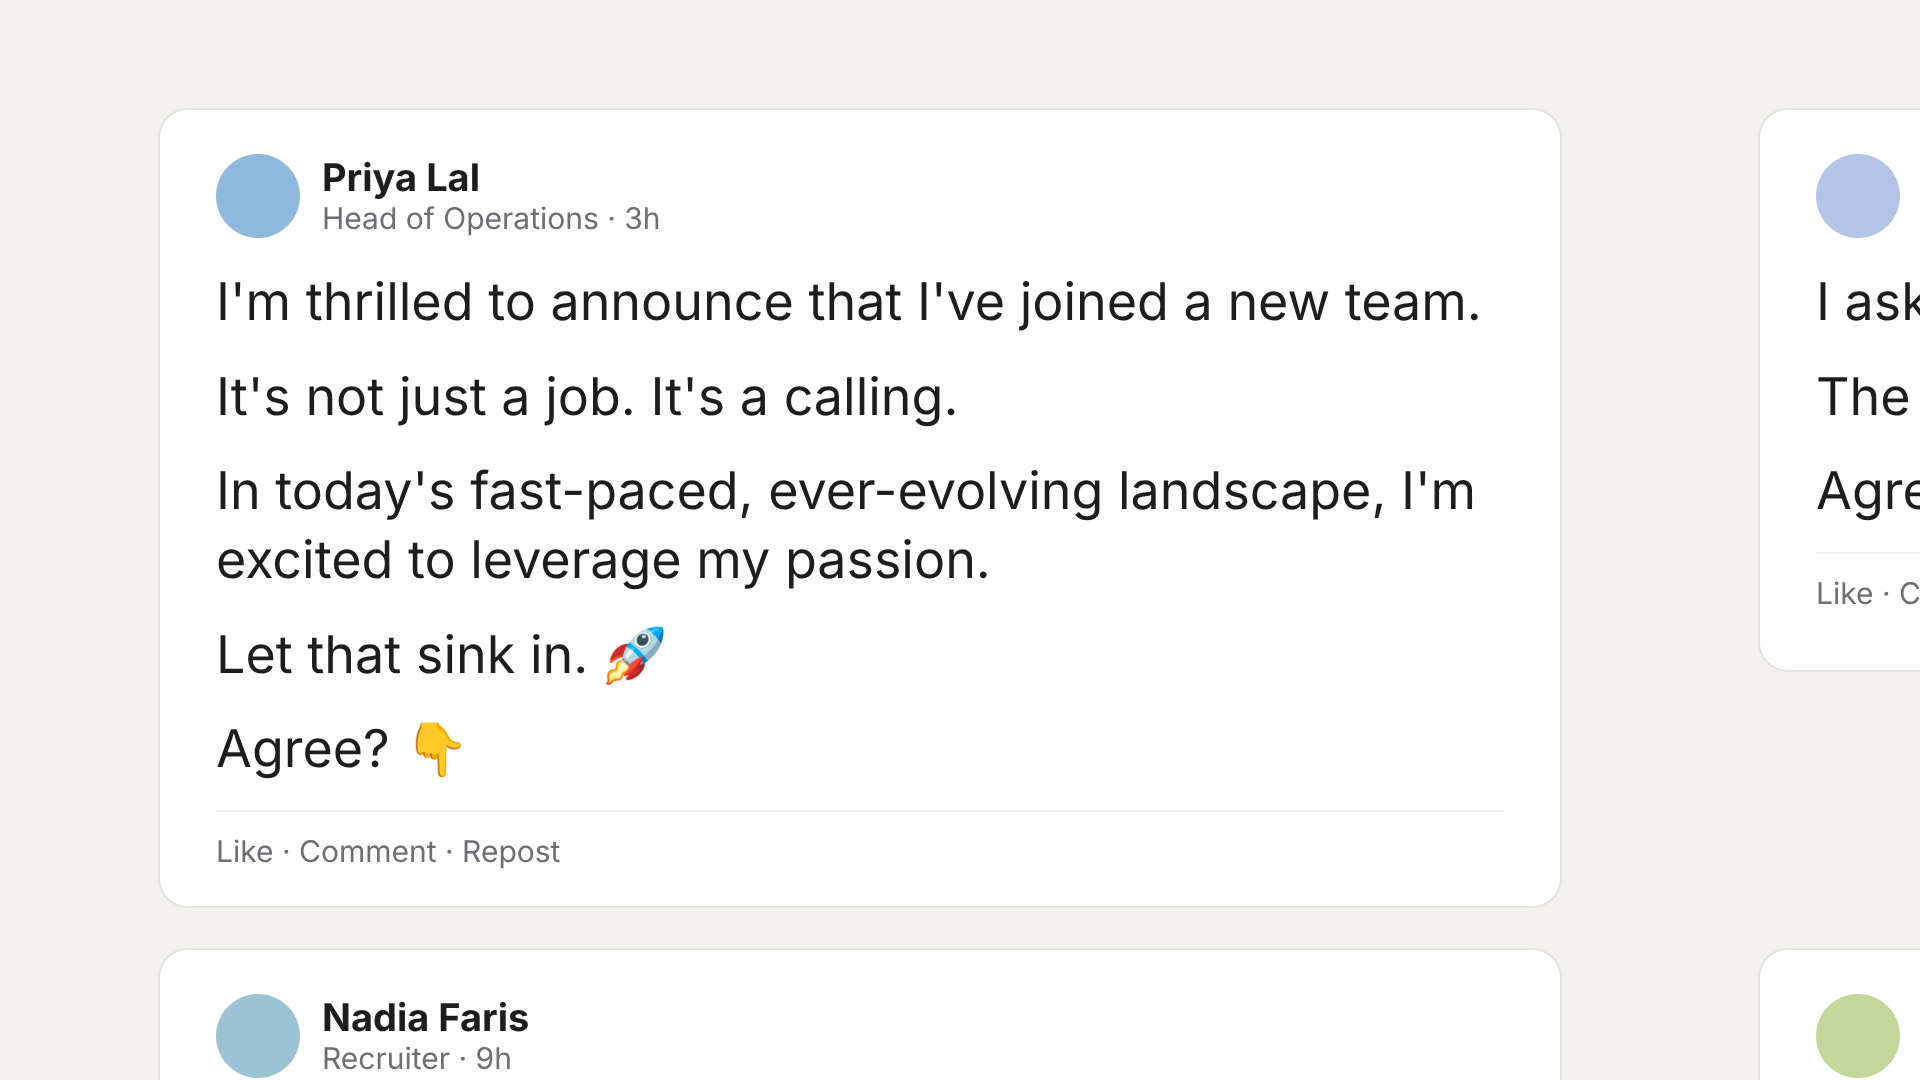 Priya Lal
Head of Operations · 3h
I'm thrilled to announce that I've joined a new team.
It's not just a job. It's a calling.
In today's fast-paced, ever-evolving landscape, I'm
excited to leverage my passion.
Let that sink in. 🚀
Agree? 👇
Like · Comment · Repost
Nadia Faris
Recruiter · 9h
I
The
Like ·